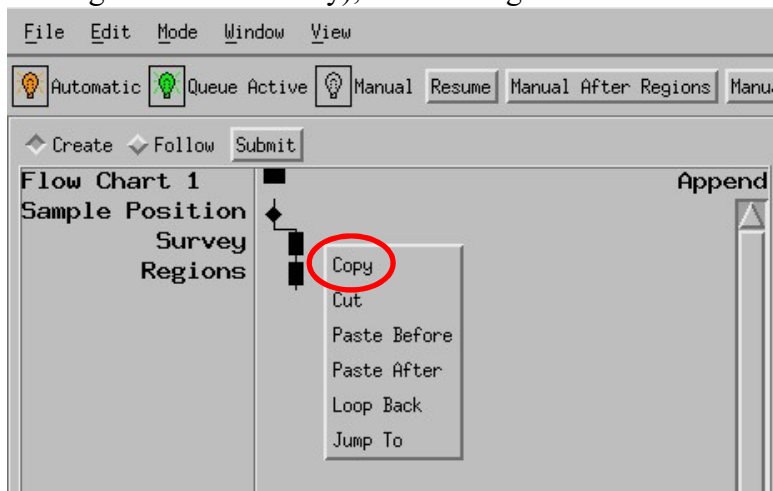 File Edit Mode Window View
Automatic Queue Active Manual Resume Manual After Regions
Create Follow Submit
Flow Chart 1 Append
Sample Position
Survey
Regions
Copy
Cut
Paste Before
Paste After
Loop Back
Jump To